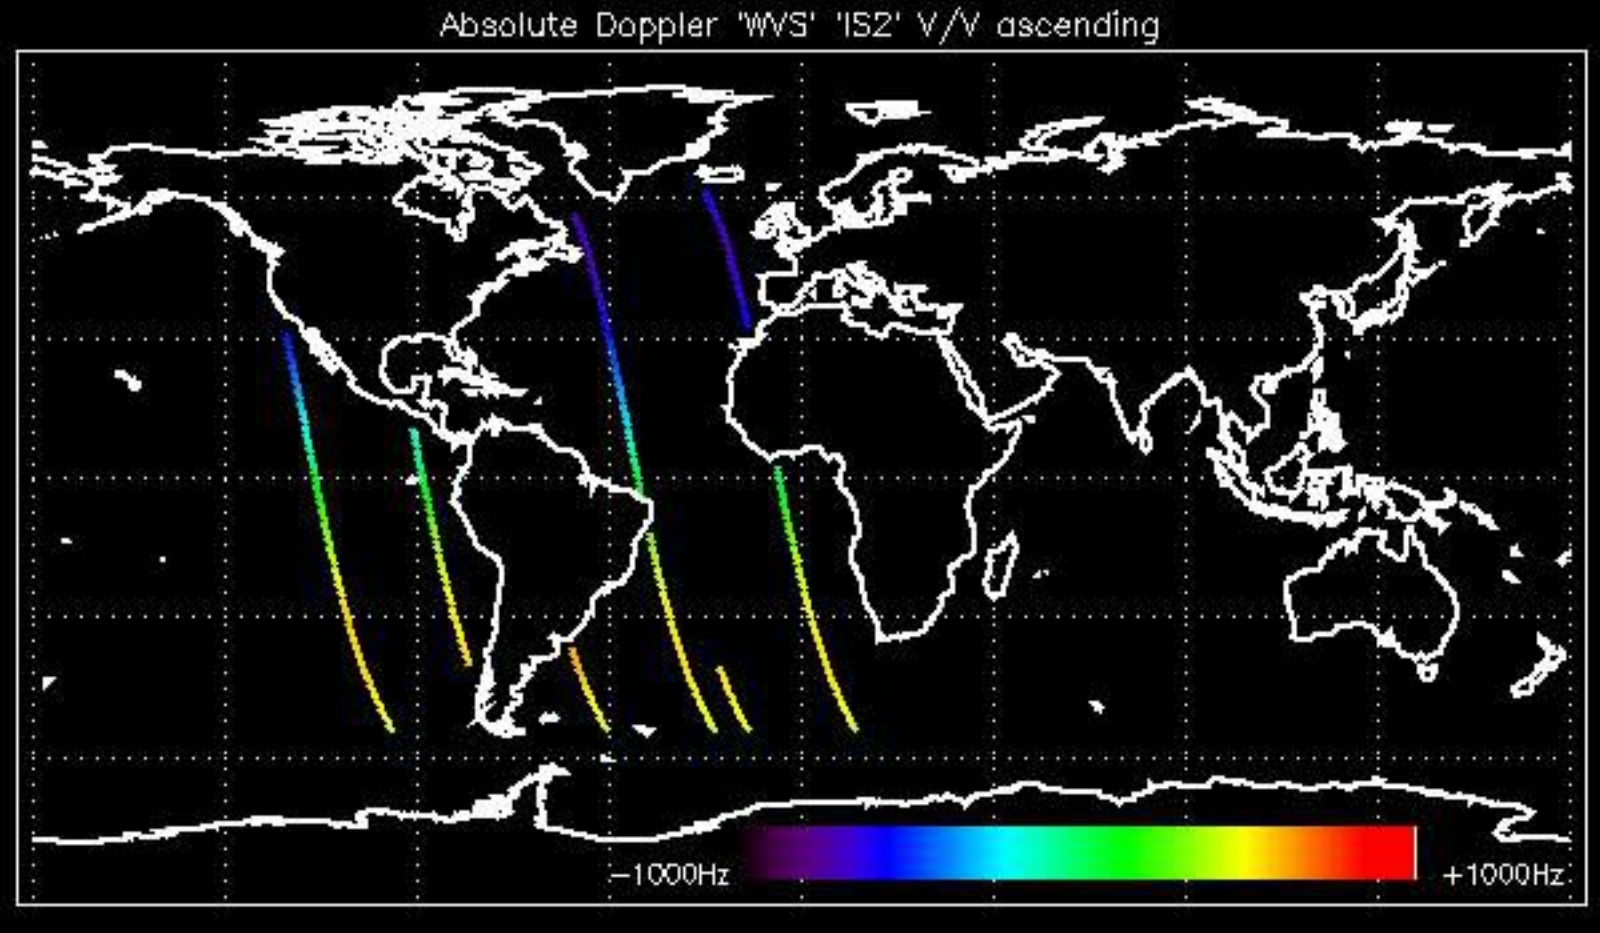 Absolute Doppler 'WVS' 'IS2' V/V ascending
-1000Hz +1000Hz